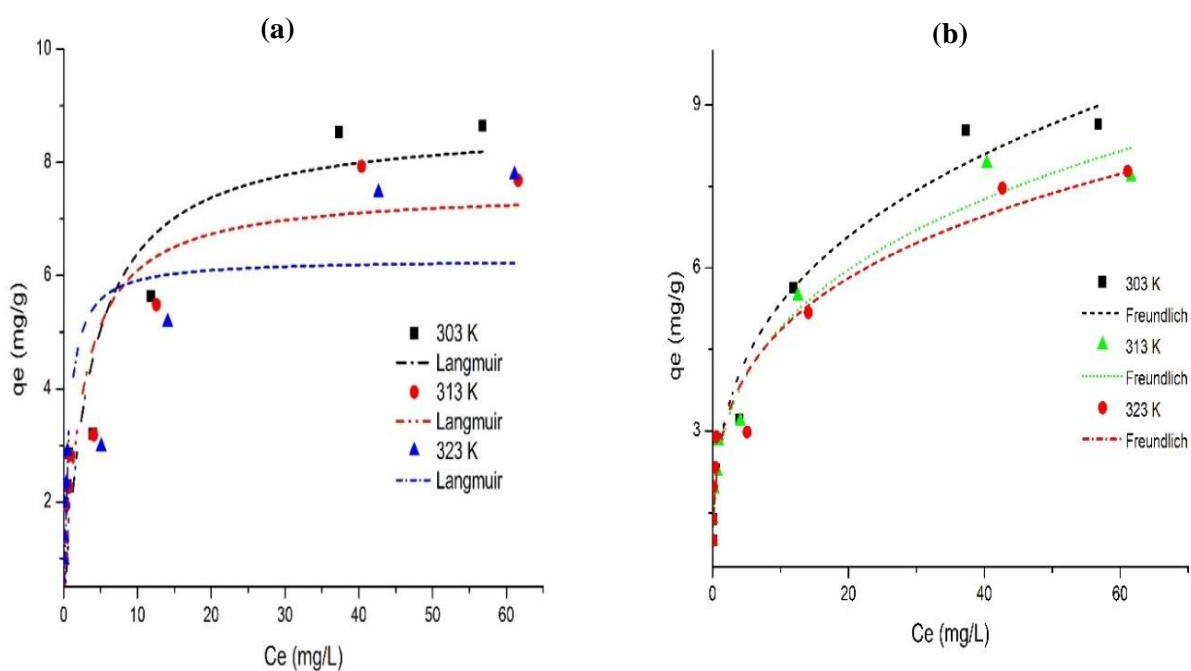 (a)
10
8
6
4
2
qe (mg/g)
303 K
Langmuir
313 K
Langmuir
323 K
Langmuir
0 10 20 30 40 50 60
Ce (mg/L)
(b)
9
6
3
qe (mg/g)
303 K
Freundlich
313 K
Freundlich
323 K
Freundlich
0 20 40 60
Ce (mg/L)